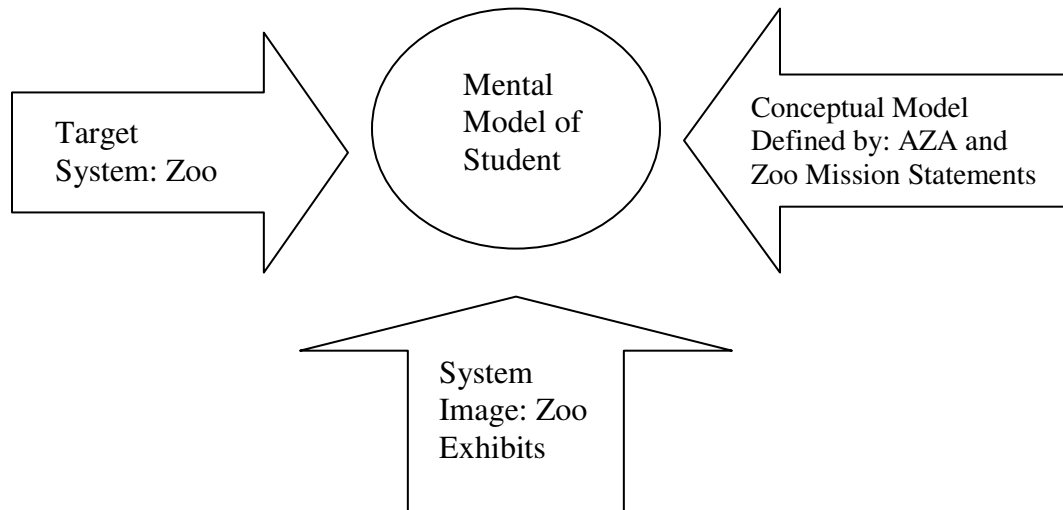 Mental
Model of
Student
Target
System: Zoo
Conceptual Model
Defined by: AZA and
Zoo Mission Statements
System
Image: Zoo
Exhibits